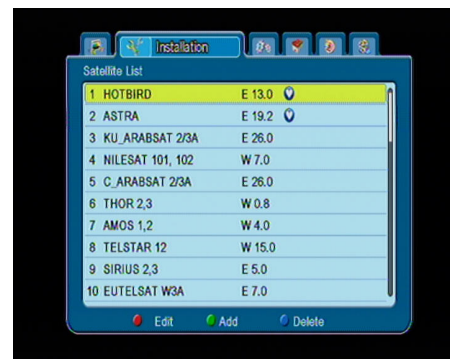 Installation
Satellite List
1 HOTBIRD E 13.0
2 ASTRA E 19.2
3 KU_ARABSAT 2/3A E 26.0
4 NILESAT 101, 102 W 7.0
5 C_ARABSAT 2/3A E 26.0
6 THOR 2,3 W 0.8
7 AMOS 1,2 W 4.0
8 TELSTAR 12 W 15.0
9 SIRIUS 2,3 E 5.0
10 EUTELSAT W3A E 7.0
Edit Add Delete